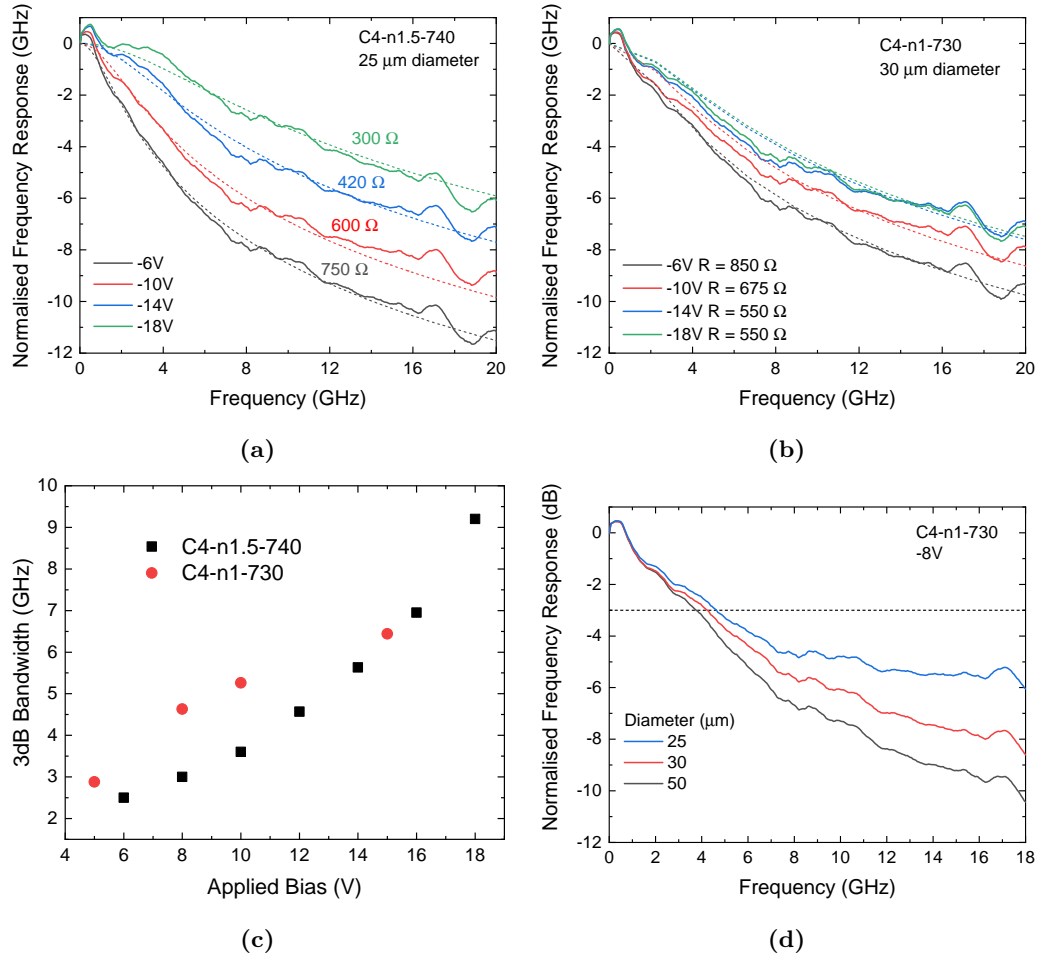 Normalised Frequency Response (GHz)
0
-2
-4
-6
-8
-10
-12
C4-n1.5-740
25 μm diameter
300 Ω
420 Ω
600 Ω
750 Ω
-6V
-10V
-14V
-18V
0 4 8 12 16 20
Frequency (GHz)
(a)
Normalised Frequency Response (GHz)
0
-2
-4
-6
-8
-10
-12
C4-n1-730
30 μm diameter
-6V R = 850 Ω
-10V R = 675 Ω
-14V R = 550 Ω
-18V R = 550 Ω
0 4 8 12 16 20
Frequency (GHz)
(b)
3dB Bandwidth (GHz)
10
9
8
7
6
5
4
3
2
C4-n1.5-740
C4-n1-730
4 6 8 10 12 14 16 18
Applied Bias (V)
(c)
Normalised Frequency Response (dB)
0
-2
-4
-6
-8
-10
-12
C4-n1-730
-8V
Diameter (μm)
25
30
50
0 2 4 6 8 10 12 14 16 18
Frequency (GHz)
(d)